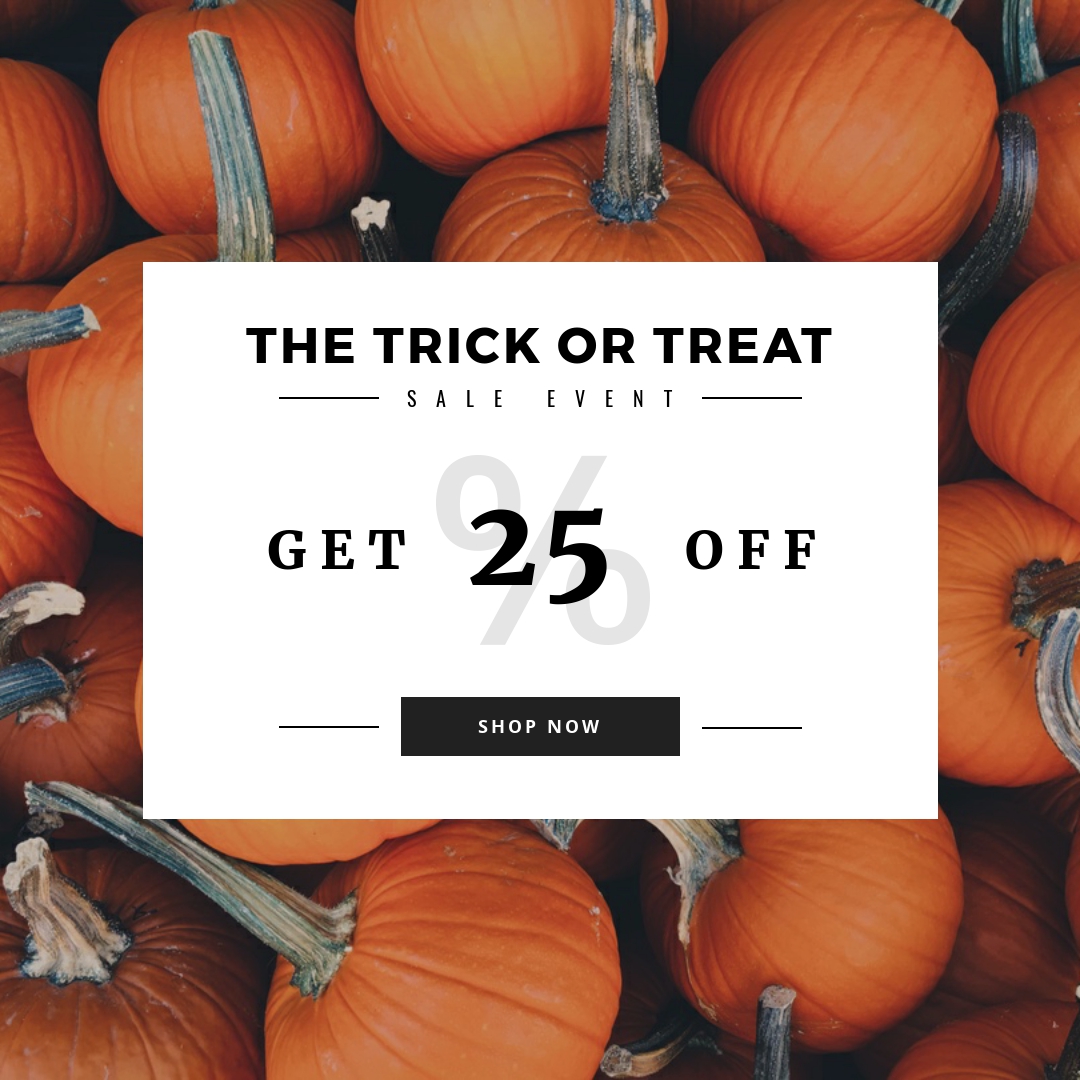 THE TRICK OR TREAT
SALE EVENT
%
GET 25 OFF
SHOP NOW